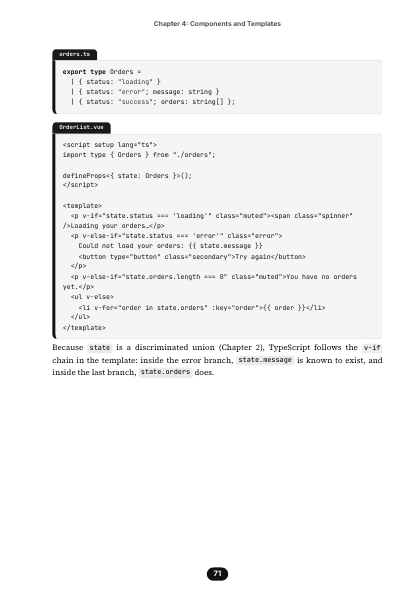 Chapter 4: Components and Templates
orders.ts
export type Orders =
  | { status: "loading" }
  | { status: "error"; message: string }
  | { status: "success"; orders: string[] };
OrderList.vue
<script setup lang="ts">
import type { Orders } from "./orders";

defineProps<{ state: Orders }>();
</script>

<template>
  <p v-if="state.status === 'loading'" class="muted"><span class="spinner"
/>Loading your orders…</p>
  <p v-else-if="state.status === 'error'" class="error">
    Could not load your orders: {{ state.message }}
    <button type="button" class="secondary">Try again</button>
  </p>
  <p v-else-if="state.orders.length === 0" class="muted">You have no orders
yet.</p>
  <ul v-else>
    <li v-for="order in state.orders" :key="order">{{ order }}</li>
  </ul>
</template>
Because state is a discriminated union (Chapter 2), TypeScript follows the v-if
chain in the template: inside the error branch, state.message is known to exist, and
inside the last branch, state.orders does.
71